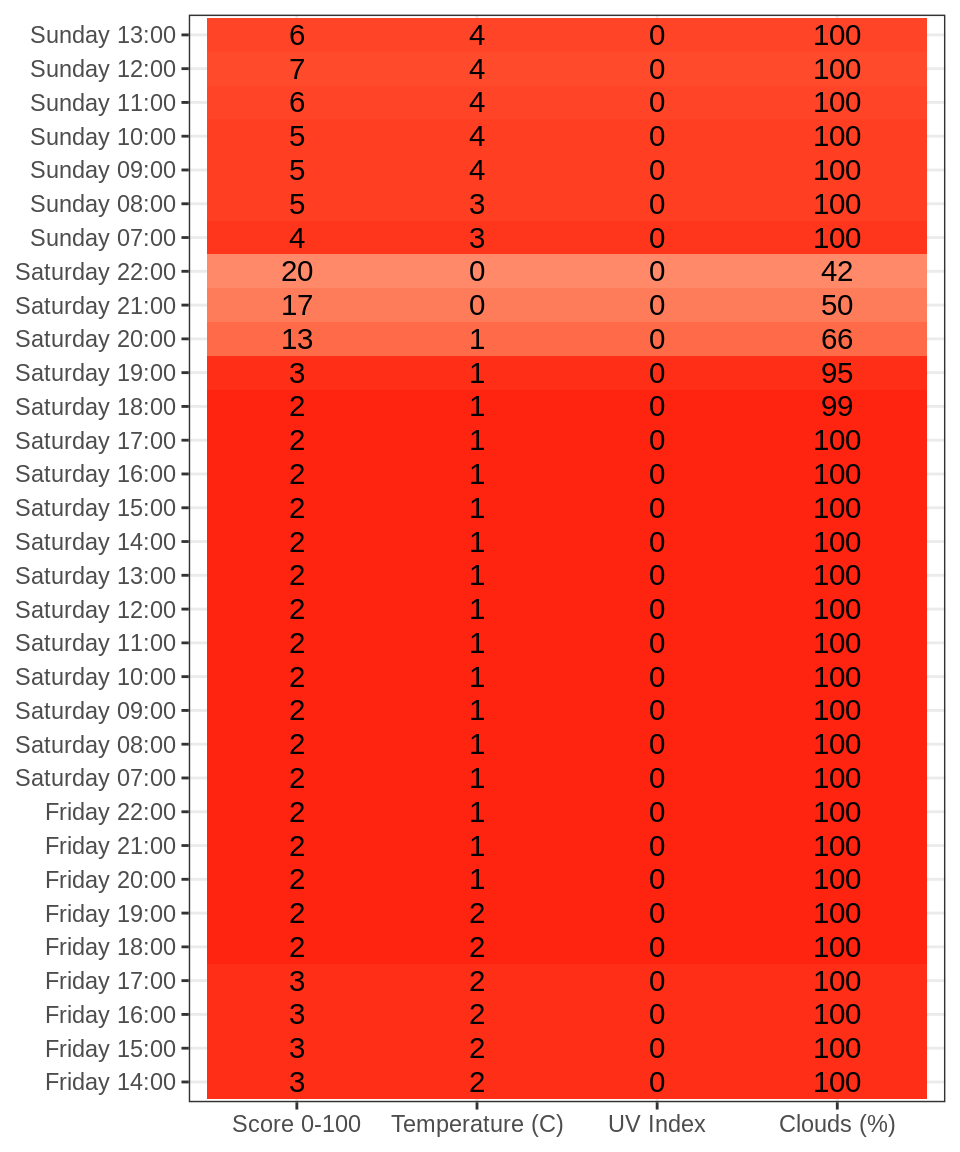 Sunday 13:00 6 4 0 100
Sunday 12:00 7 4 0 100
Sunday 11:00 6 4 0 100
Sunday 10:00 5 4 0 100
Sunday 09:00 5 4 0 100
Sunday 08:00 5 3 0 100
Sunday 07:00 4 3 0 100
Saturday 22:00 20 0 0 42
Saturday 21:00 17 0 0 50
Saturday 20:00 13 1 0 66
Saturday 19:00 3 1 0 95
Saturday 18:00 2 1 0 99
Saturday 17:00 2 1 0 100
Saturday 16:00 2 1 0 100
Saturday 15:00 2 1 0 100
Saturday 14:00 2 1 0 100
Saturday 13:00 2 1 0 100
Saturday 12:00 2 1 0 100
Saturday 11:00 2 1 0 100
Saturday 10:00 2 1 0 100
Saturday 09:00 2 1 0 100
Saturday 08:00 2 1 0 100
Saturday 07:00 2 1 0 100
Friday 22:00 2 1 0 100
Friday 21:00 2 1 0 100
Friday 20:00 2 1 0 100
Friday 19:00 2 2 0 100
Friday 18:00 2 2 0 100
Friday 17:00 3 2 0 100
Friday 16:00 3 2 0 100
Friday 15:00 3 2 0 100
Friday 14:00 3 2 0 100
Score 0-100 Temperature (C) UV Index Clouds (%)